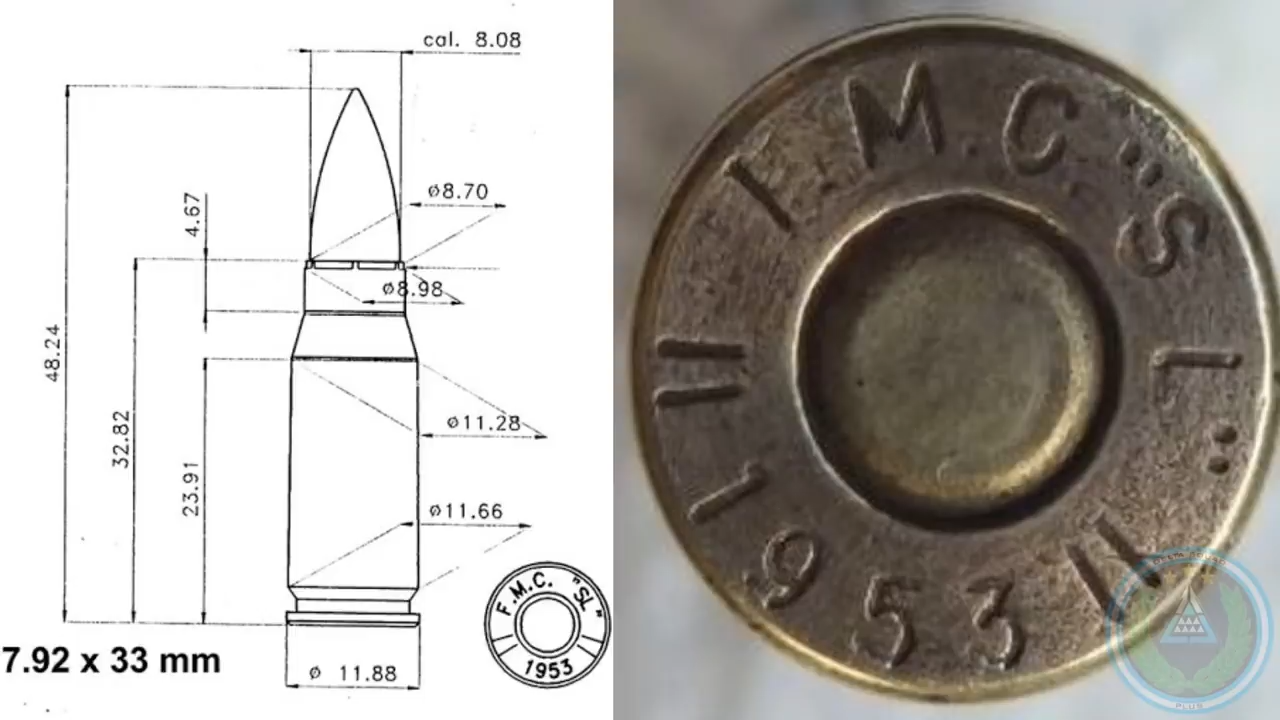 cal. 8.08
ø8.70
4.67
ø8.98
48.24
32.82
ø11.28
23.91
ø11.66
F.M.C. "SL"
1953
7.92 x 33 mm
ø 11.88
F.M.C. "S L"
1953
PLUS